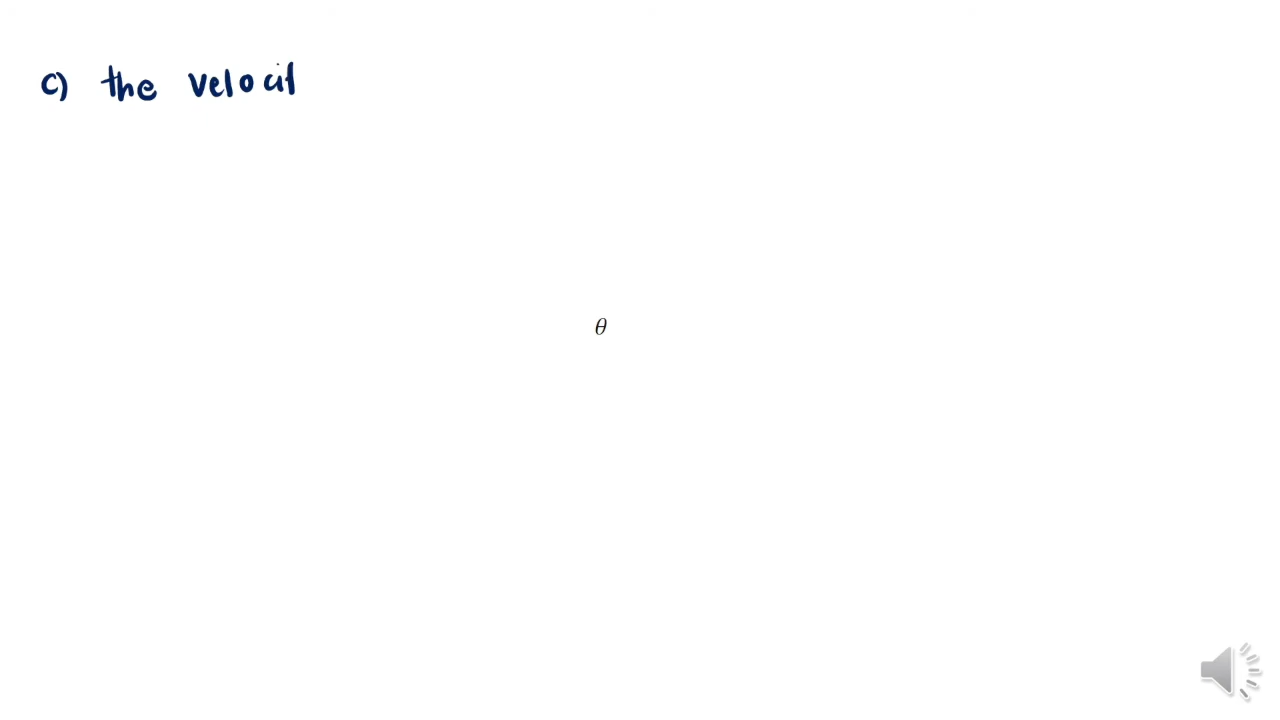 c) the velocit
θ